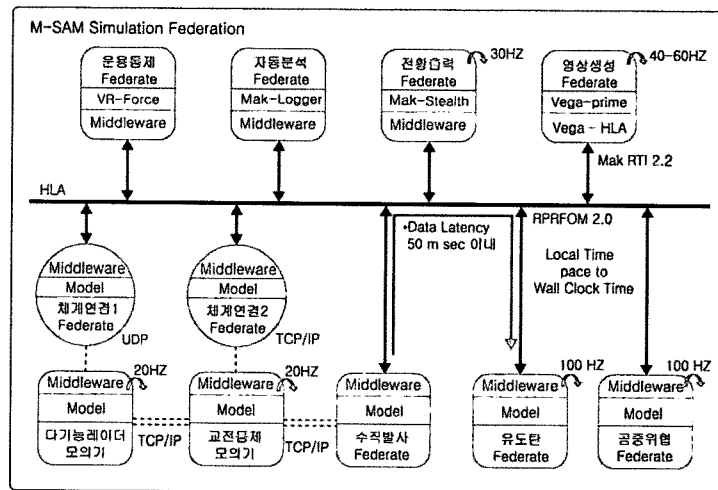 M-SAM Simulation Federation
운용통제
Federate
VR-Force
Middleware
자동분석
Federate
Mak-Logger
Middleware
전황출력
Federate
Mak-Stealth
Middleware
30HZ
영상생성
Federate
Vega-prime
Vega - HLA
40-60HZ
Mak RTI 2.2
HLA
RPRFOM 2.0
•Data Latency
50 m sec 이내
Local Time
pace to
Wall Clock Time
Middleware
Model
체계연결1
Federate
UDP
Middleware
Model
체계연결2
Federate
TCP/IP
20HZ
Middleware
Model
다기능레이더
모의기
TCP/IP
20HZ
Middleware
Model
교전통제
모의기
TCP/IP
Middleware
Model
수직발사
Federate
100 HZ
Middleware
Model
유도탄
Federate
100 HZ
Middleware
Model
공중위협
Federate